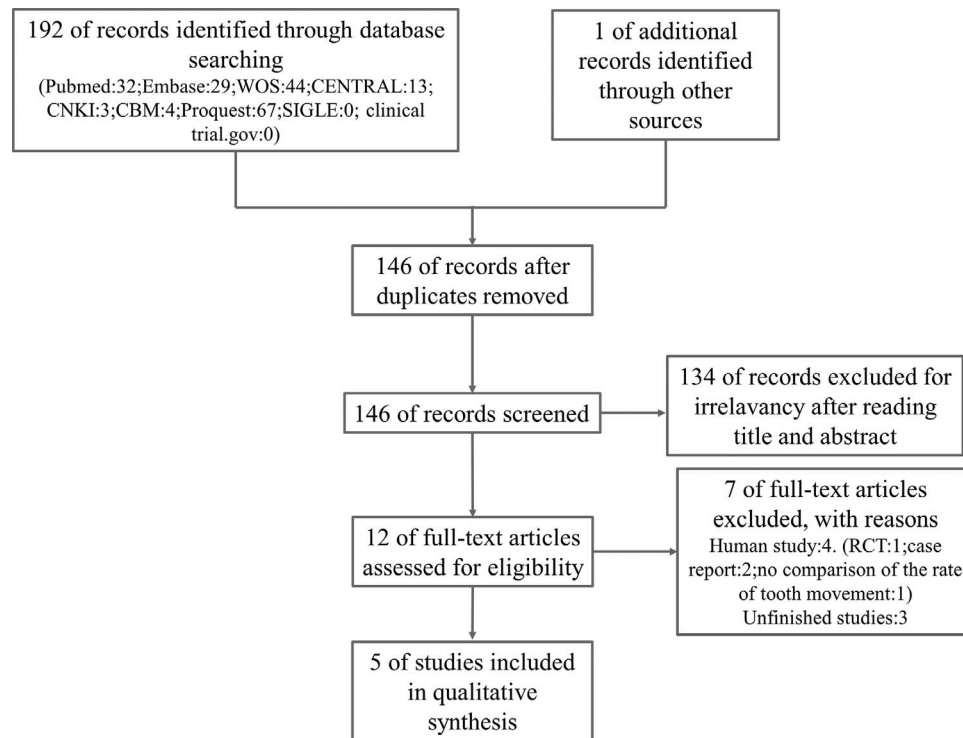 192 of records identified through database
searching
(Pubmed:32;Embase:29;WOS:44;CENTRAL:13;
CNKI:3;CBM:4;Proquest:67;SIGLE:0; clinical
trial.gov:0)
1 of additional
records identified
through other
sources
146 of records after
duplicates removed
146 of records screened
134 of records excluded for
irrelavancy after reading
title and abstract
12 of full-text articles
assessed for eligibility
7 of full-text articles
excluded, with reasons
Human study:4. (RCT:1;case
report:2;no comparison of the rate
of tooth movement:1)
Unfinished studies:3
5 of studies included
in qualitative
synthesis